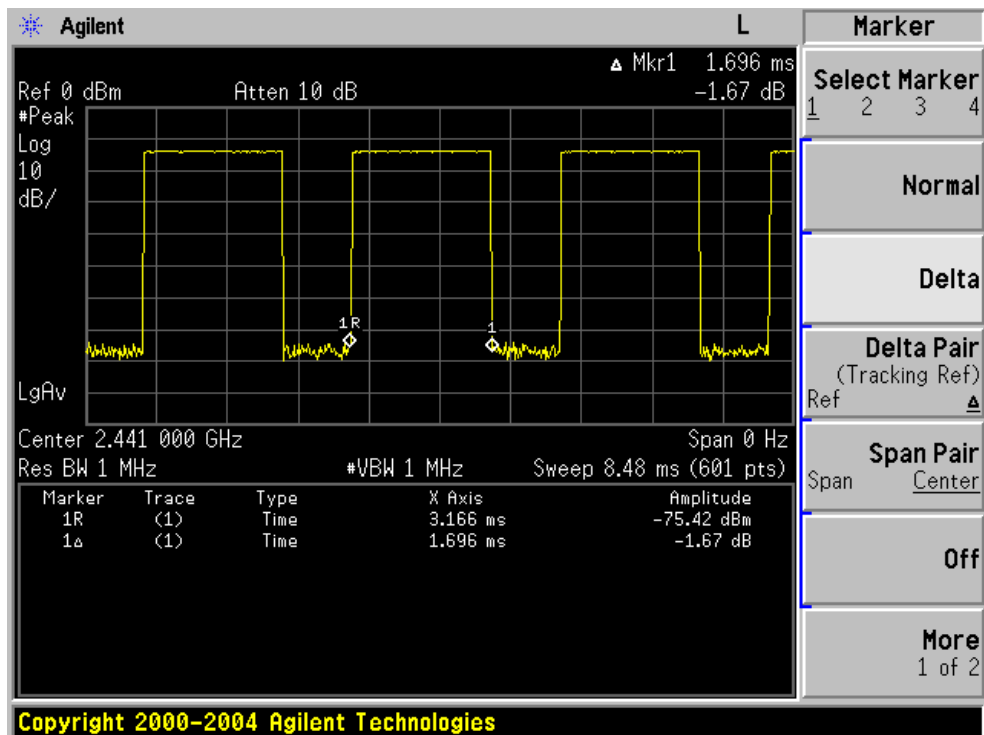 Agilent L
Marker
Δ Mkr1 1.696 ms
Ref 0 dBm Atten 10 dB -1.67 dB
#Peak
Log
10
dB/
1R
1
LgAv
Center 2.441 000 GHz Span 0 Hz
Res BW 1 MHz #VBW 1 MHz Sweep 8.48 ms (601 pts)
Marker Trace Type X Axis Amplitude
1R (1) Time 3.166 ms -75.42 dBm
1Δ (1) Time 1.696 ms -1.67 dB
Select Marker
1 2 3 4
Normal
Delta
Delta Pair
(Tracking Ref)
Ref Δ
Span Pair
Span Center
Off
More
1 of 2
Copyright 2000-2004 Agilent Technologies